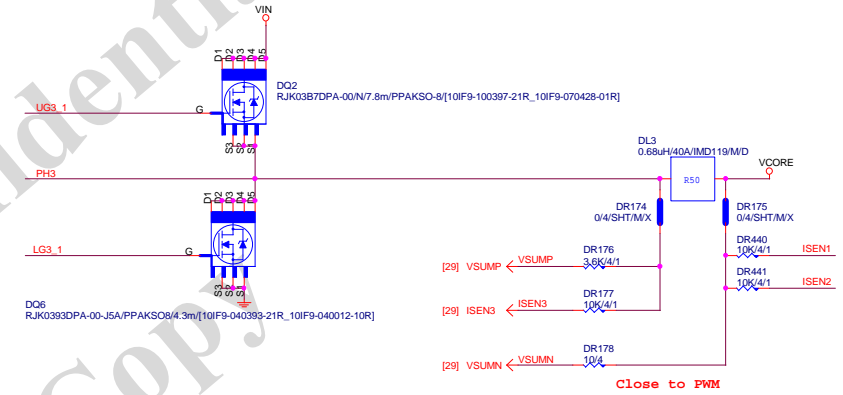 VIN
D1 D2 D3 D4 D5
DQ2
RJK03B7DPA-00/N/7.8m/PPAKSO-8/[10IF9-100397-21R_10IF9-070428-01R]
UG3_1
G
S3 S2 S1
DL3
0.68uH/40A/IMD119/M/D
VCORE
PH3
R50
D1 D2 D3 D4 D5
DR174
0/4/SHT/M/X
DR175
0/4/SHT/M/X
LG3_1
G
DR440
10K/4/1
ISEN1
DR176
3.6K/4/1
[29] VSUMP
VSUMP
DR441
10K/4/1
ISEN2
S3 S2 S1
DR177
10K/4/1
[29] ISEN3
ISEN3
DQ6
RJK0393DPA-00-J5A/PPAKSO8/4.3m/[10IF9-040393-21R_10IF9-040012-10R]
DR178
10/4
[29] VSUMN
VSUMN
Close to PWM
Copy